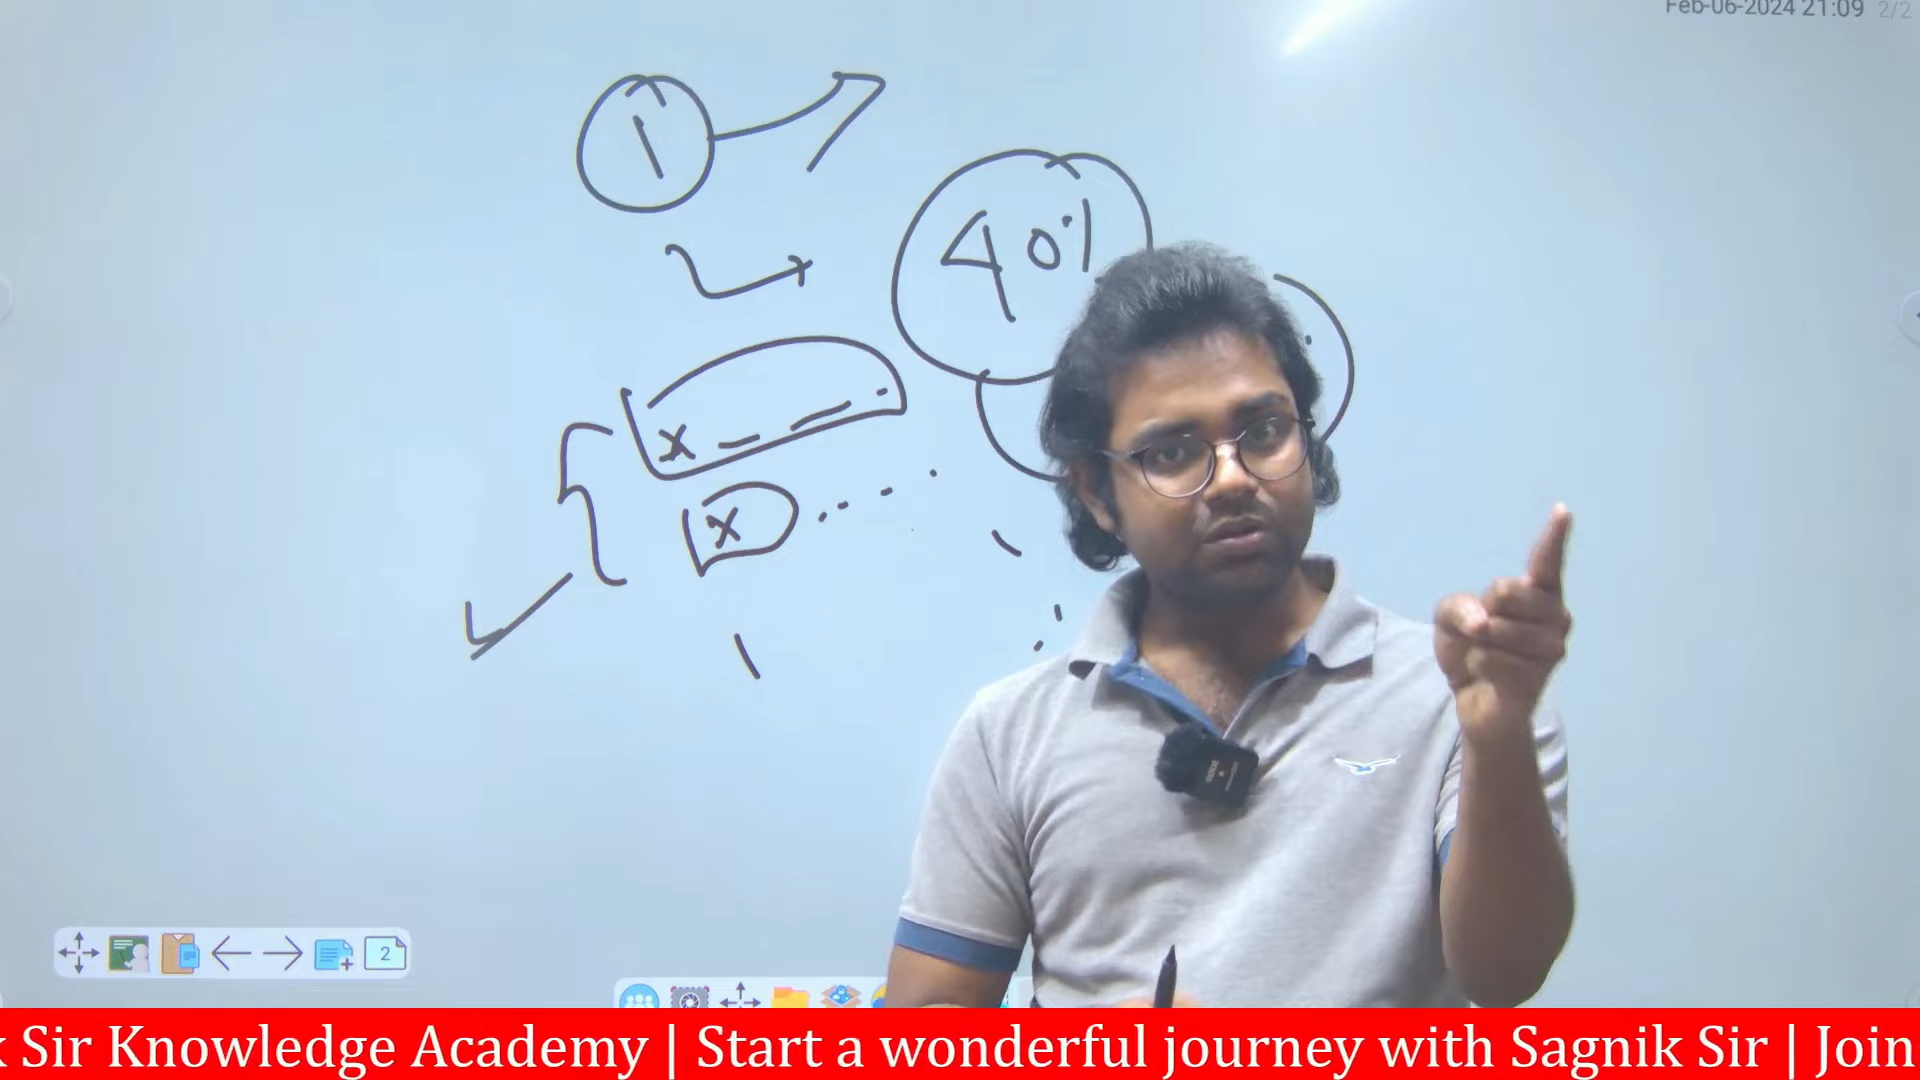 Feb-06-2024 21:09 2/2
1
40%
x _ _ .
x .....
2
Sir Knowledge Academy | Start a wonderful journey with Sagnik Sir | Join